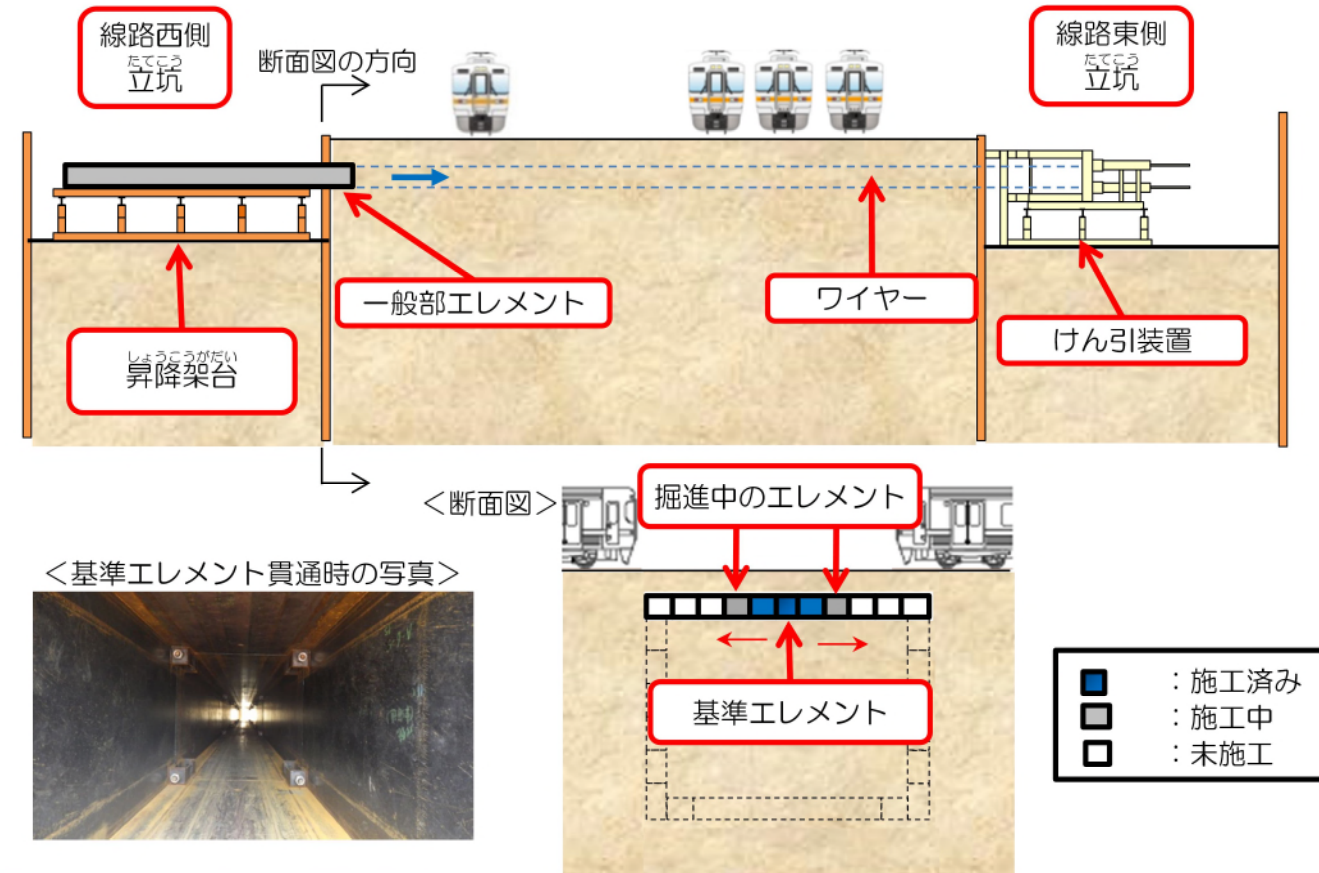 線路西側
たてこう
立坑
断面図の方向
線路東側
たてこう
立坑
一般部エレメント
ワイヤー
けん引装置
しょうこうがだい
昇降架台
<断面図>
掘進中のエレメント
<基準エレメント貫通時の写真>
基準エレメント
:施工済み
:施工中
:未施工